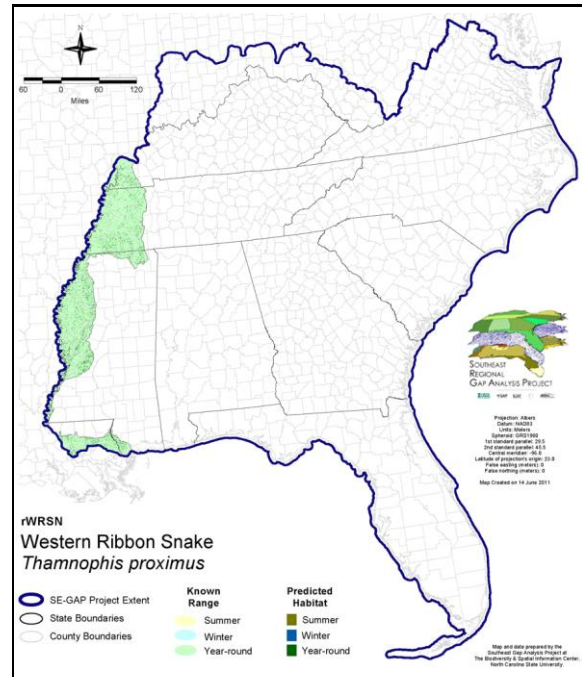 N
60 30 0 60 120
Miles
SOUTHEAST
REGIONAL
GAP ANALYSIS PROJECT
Projection: Albers
Datum: NAD83
Units: Meters
Spheroid: GRS1980
1st standard parallel: 29.5
2nd standard parallel: 45.5
Central meridian: -96.0
Latitude of projection's origin: 23.0
False easting (meters): 0
False northing (meters): 0
Map Created on 14 June 2011
rWRSN
Western Ribbon Snake
Thamnophis proximus
SE-GAP Project Extent
State Boundaries
County Boundaries
Known
Range
Summer
Winter
Year-round
Predicted
Habitat
Summer
Winter
Year-round
Map and data prepared by the
Southeast Gap Analysis Project at
The Biodiversity & Spatial Information Center,
North Carolina State University.